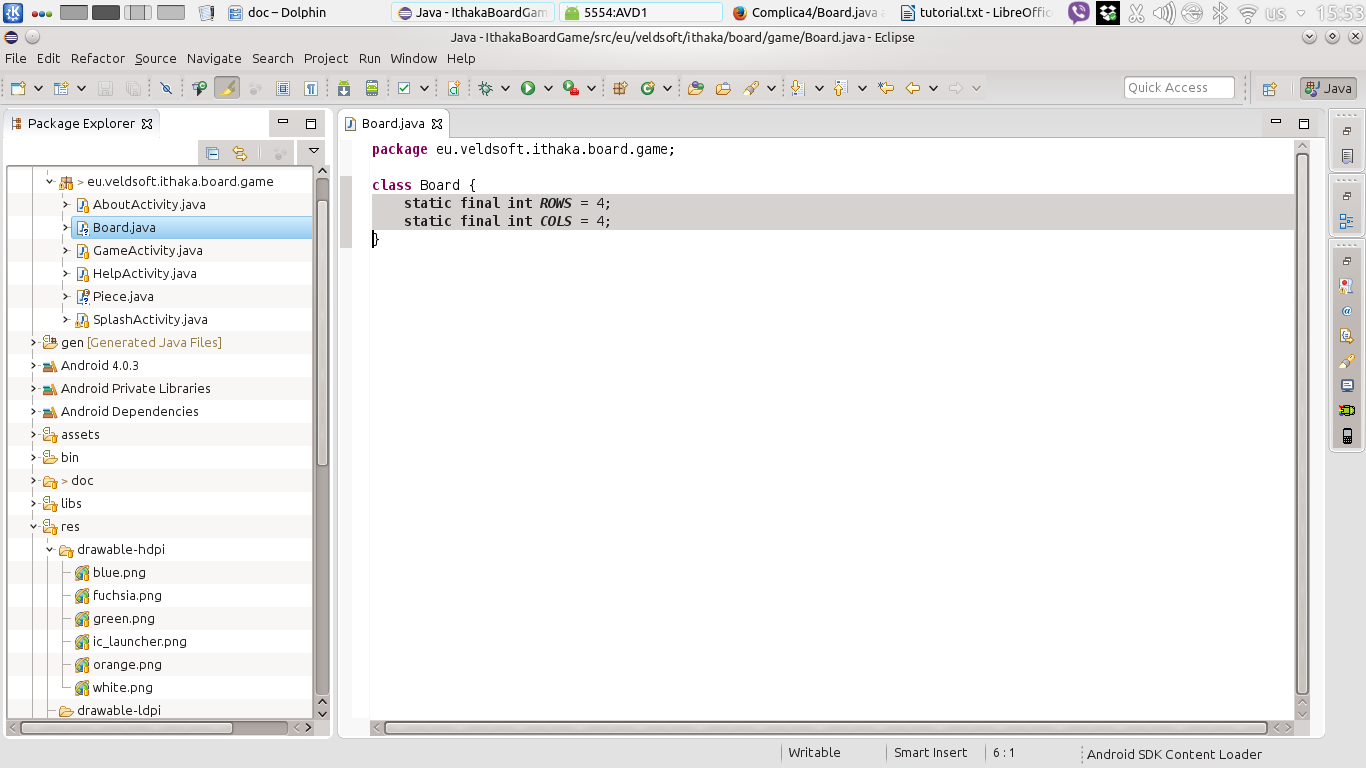 doc – Dolphin
Java - IthakaBoardGam
5554:AVD1
Complica4/Board.java a
tutorial.txt - LibreOffic
us
15:53
Java - IthakaBoardGame/src/eu/veldsoft/ithaka/board/game/Board.java - Eclipse
File Edit Refactor Source Navigate Search Project Run Window Help
Quick Access
Java
Package Explorer
Board.java
> eu.veldsoft.ithaka.board.game
AboutActivity.java
Board.java
GameActivity.java
HelpActivity.java
Piece.java
SplashActivity.java
gen [Generated Java Files]
Android 4.0.3
Android Private Libraries
Android Dependencies
assets
bin
> doc
libs
res
drawable-hdpi
blue.png
fuchsia.png
green.png
ic_launcher.png
orange.png
white.png
drawable-ldpi
package eu.veldsoft.ithaka.board.game;
class Board {
static final int ROWS = 4;
static final int COLS = 4;
}
Writable
Smart Insert
6 : 1
Android SDK Content Loader